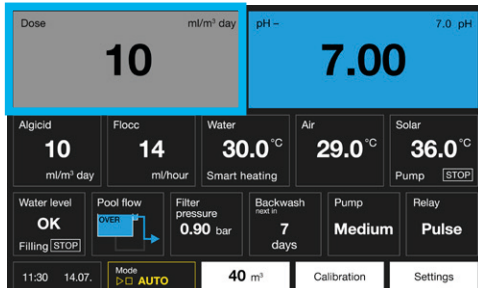 Dose ml/m³ day
10
pH – 7.0 pH
7.00
Algicid
10
ml/m³ day
Flocc
14
ml/hour
Water
30.0°C
Smart heating
Air
29.0°C
Solar
36.0°C
Pump STOP
Water level
OK
Filling STOP
Pool flow
OVER
Filter
pressure
0.90 bar
Backwash
next in
7
days
Pump
Medium
Relay
Pulse
11:30 14.07.
Mode
AUTO
40 m³
Calibration
Settings